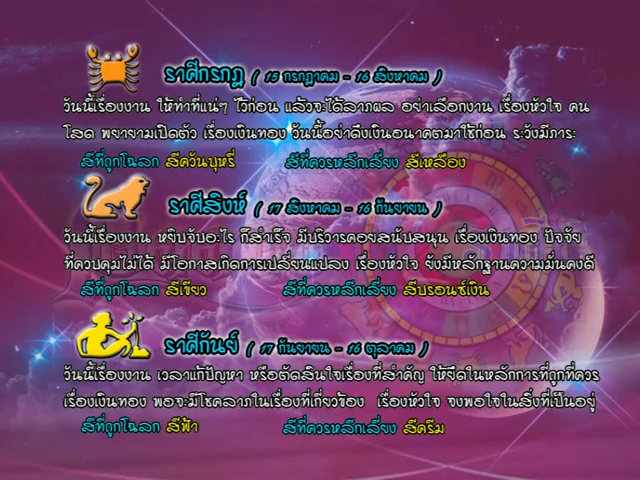 ราศีกรกฎ ( 15 กรกฎาคม - 16 สิงหาคม )
วันนี้เรื่องงาน ให้ทำที่แน่ๆ ไว้ก่อน แล้วจะได้ลาภผล อย่าเลือกงาน เรื่องหัวใจ คน
โสด พยายามเปิดตัว เรื่องเงินทอง วันนี้อย่าดึงเงินอนาคตมาใช้ก่อน ระวังมีภาระ
สีที่ถูกโฉลก สีควันบุหรี่ สีที่ควรหลีกเลี่ยง สีเหลือง
ราศีสิงห์ ( 17 สิงหาคม - 16 กันยายน )
วันนี้เรื่องงาน หยิบจับอะไร ก็สำเร็จ มีบริวารคอยสนับสนุน เรื่องเงินทอง ปัจจัย
ที่ควบคุมไม่ได้ มีโอกาสเกิดการเปลี่ยนแปลง เรื่องหัวใจ ยังมีหลักฐานความมั่นคงดี
สีที่ถูกโฉลก สีเขียว สีที่ควรหลีกเลี่ยง สีบรอนซ์เงิน
ราศีกันย์ ( 17 กันยายน - 16 ตุลาคม )
วันนี้เรื่องงาน เวลาแก้ปัญหา หรือตัดสินใจเรื่องที่สำคัญ ให้ยึดในหลักการที่ถูกที่ควร
เรื่องเงินทอง พอจะมีโชคลาภในเรื่องที่เกี่ยวข้อง เรื่องหัวใจ จงพอใจในสิ่งที่เป็นอยู่
สีที่ถูกโฉลก สีฟ้า สีที่ควรหลีกเลี่ยง สีครีม